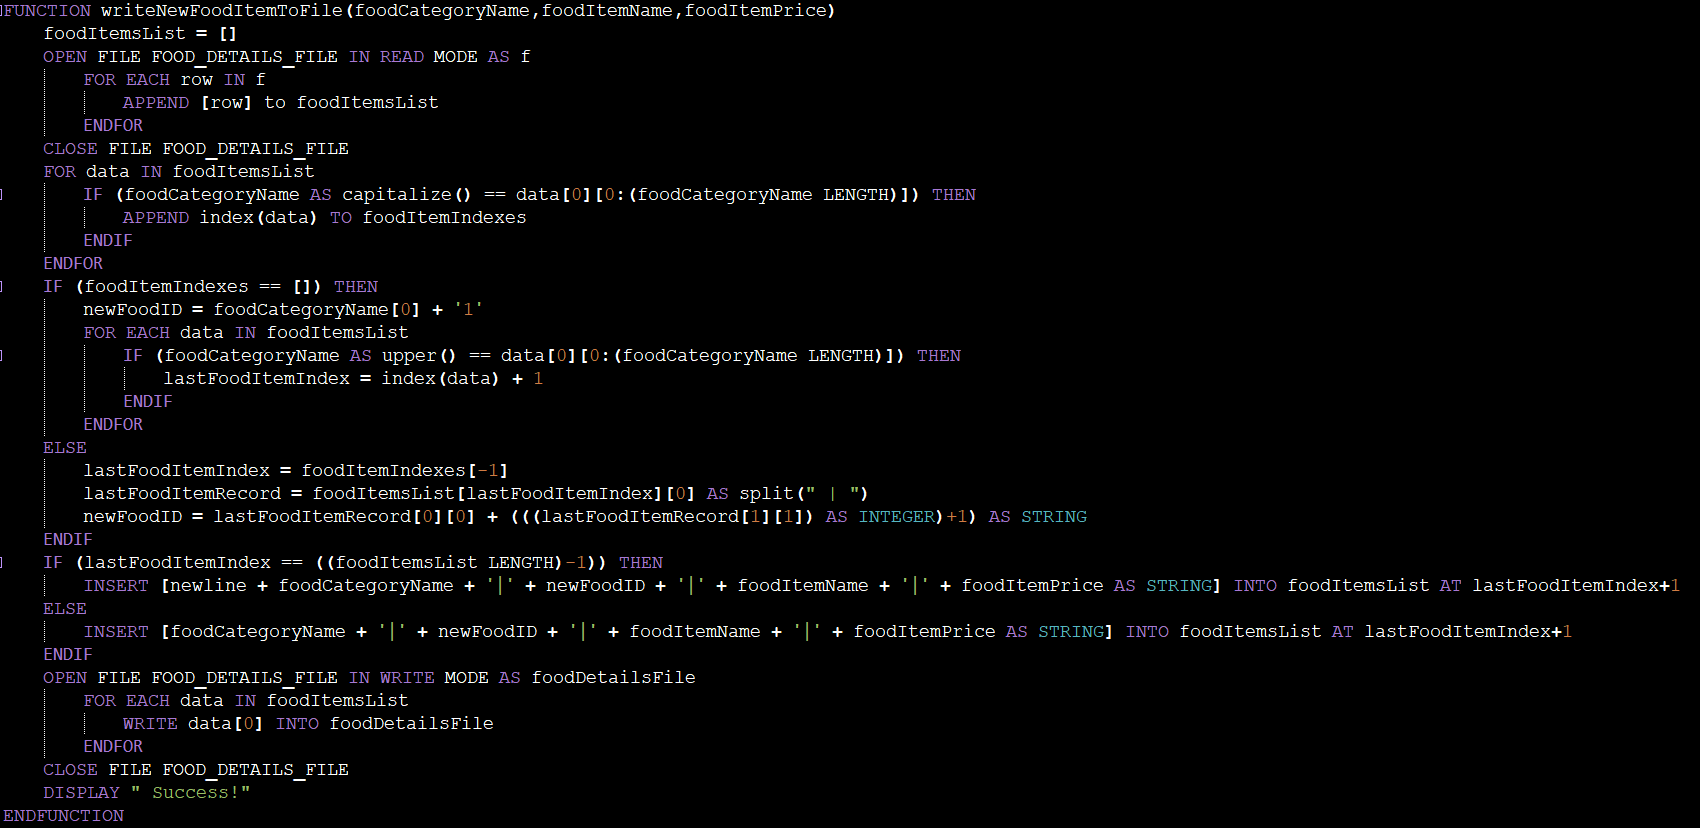 FUNCTION writeNewFoodItemToFile(foodCategoryName,foodItemName,foodItemPrice)
foodItemsList = []
OPEN FILE FOOD_DETAILS_FILE IN READ MODE AS f
FOR EACH row IN f
APPEND [row] to foodItemsList
ENDFOR
CLOSE FILE FOOD_DETAILS_FILE
FOR data IN foodItemsList
IF (foodCategoryName AS capitalize() == data[0][0:(foodCategoryName LENGTH)]) THEN
APPEND index(data) TO foodItemIndexes
ENDIF
ENDFOR
IF (foodItemIndexes == []) THEN
newFoodID = foodCategoryName[0] + '1'
FOR EACH data IN foodItemsList
IF (foodCategoryName AS upper() == data[0][0:(foodCategoryName LENGTH)]) THEN
lastFoodItemIndex = index(data) + 1
ENDIF
ENDFOR
ELSE
lastFoodItemIndex = foodItemIndexes[-1]
lastFoodItemRecord = foodItemsList[lastFoodItemIndex][0] AS split(" | ")
newFoodID = lastFoodItemRecord[0][0] + (((lastFoodItemRecord[1][1]) AS INTEGER)+1) AS STRING
ENDIF
IF (lastFoodItemIndex == ((foodItemsList LENGTH)-1)) THEN
INSERT [newline + foodCategoryName + '|' + newFoodID + '|' + foodItemName + '|' + foodItemPrice AS STRING] INTO foodItemsList AT lastFoodItemIndex+1
ELSE
INSERT [foodCategoryName + '|' + newFoodID + '|' + foodItemName + '|' + foodItemPrice AS STRING] INTO foodItemsList AT lastFoodItemIndex+1
ENDIF
OPEN FILE FOOD_DETAILS_FILE IN WRITE MODE AS foodDetailsFile
FOR EACH data IN foodItemsList
WRITE data[0] INTO foodDetailsFile
ENDFOR
CLOSE FILE FOOD_DETAILS_FILE
DISPLAY " Success!"
ENDFUNCTION